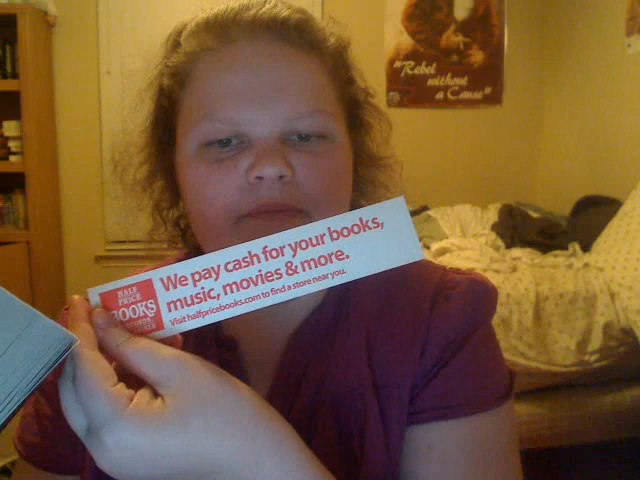 "Rebel
without
a Cause"
HALF
PRICE
BOOKS
We pay cash for your books,
music, movies & more.
Visit halfpricebooks.com to find a store near you.